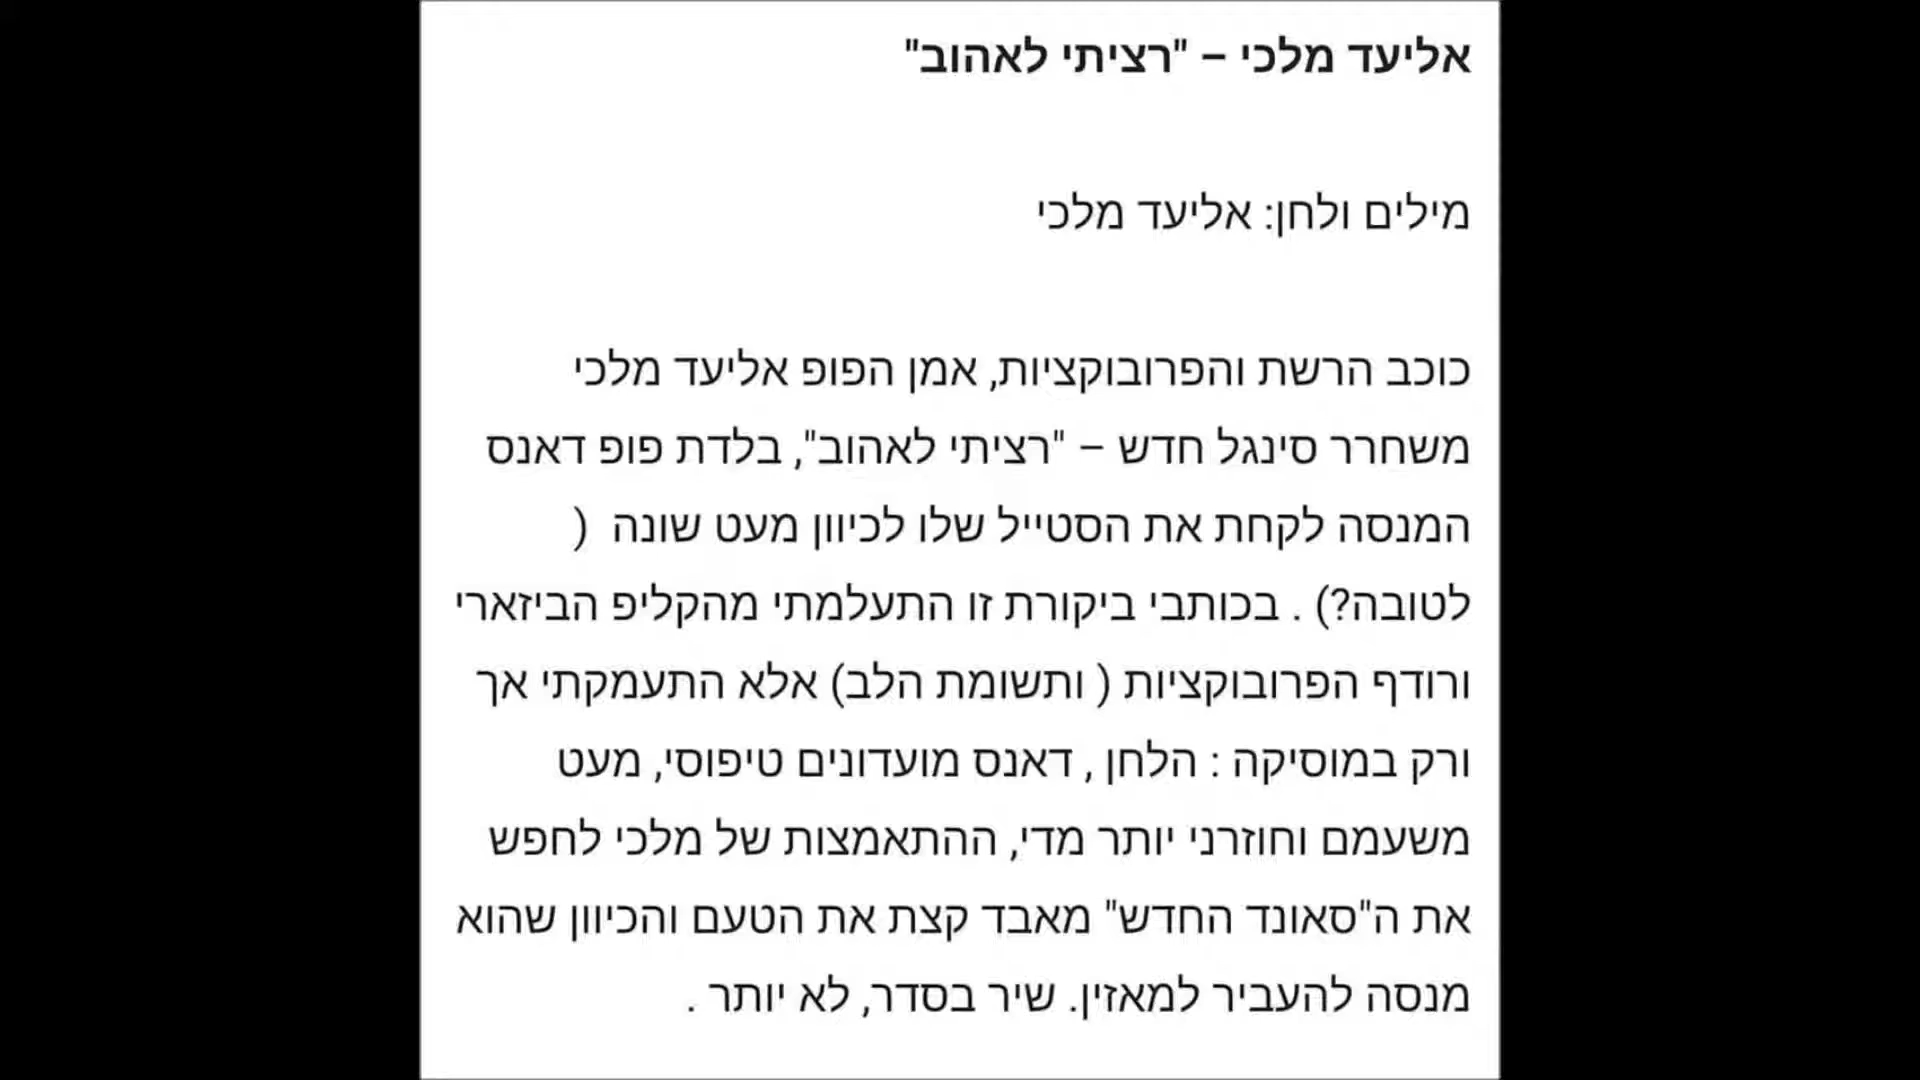 אליעד מלכי – "רציתי לאהוב"
מילים ולחן: אליעד מלכי
כוכב הרשת והפרובוקציות, אמן הפופ אליעד מלכי
משחרר סינגל חדש – "רציתי לאהוב", בלדת פופ דאנס
המנסה לקחת את הסטייל שלו לכיוון מעט שונה  (
לטובה?) . בכותבי ביקורת זו התעלמתי מהקליפ הביזארי
ורודף הפרובוקציות ( ותשומת הלב) אלא התעמקתי אך
ורק במוסיקה : הלחן , דאנס מועדונים טיפוסי, מעט
משעמם וחוזרני יותר מדי, ההתאמצות של מלכי לחפש
את ה"סאונד החדש" מאבד קצת את הטעם והכיוון שהוא
מנסה להעביר למאזין. שיר בסדר, לא יותר .